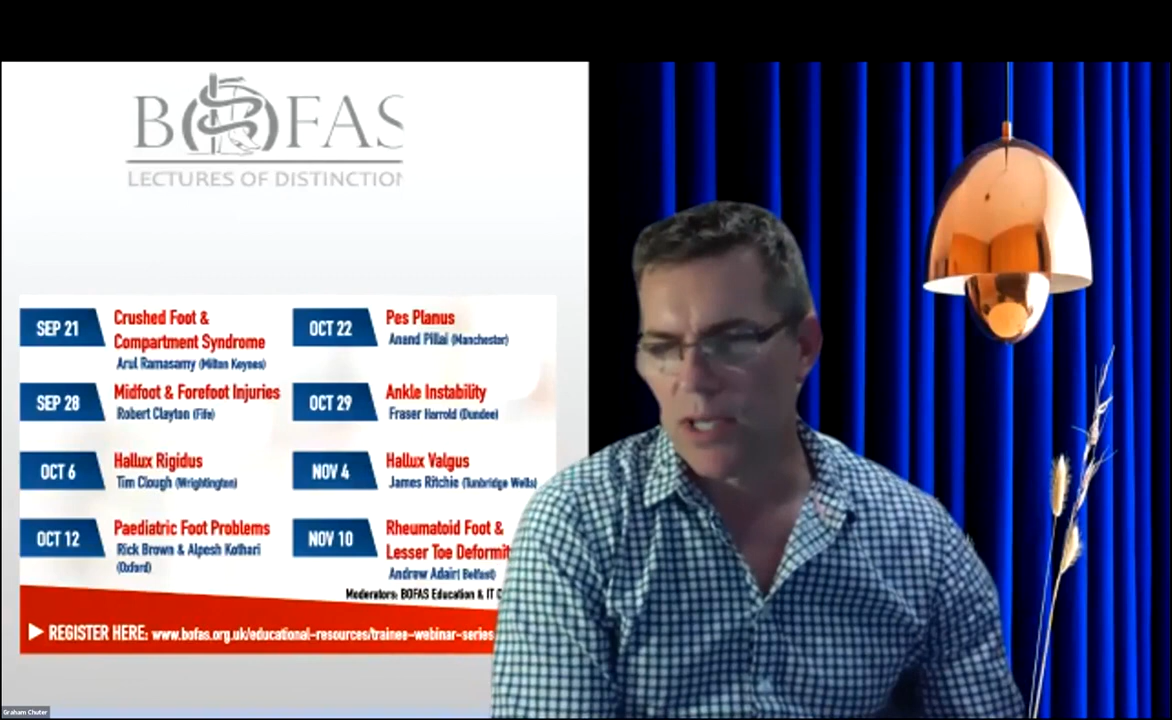 BOFAS
LECTURES OF DISTINCTION
SEP 21
Crushed Foot &
Compartment Syndrome
Arul Ramasamy (Milton Keynes)
SEP 28
Midfoot & Forefoot Injuries
Robert Clayton (Fife)
OCT 6
Hallux Rigidus
Tim Clough (Wrightington)
OCT 12
Paediatric Foot Problems
Rick Brown & Alpesh Kothari
(Oxford)
OCT 22
Pes Planus
Anand Pillai (Manchester)
OCT 29
Ankle Instability
Fraser Harrold (Dundee)
NOV 4
Hallux Valgus
James Ritchie (Tunbridge Wells)
NOV 10
Rheumatoid Foot &
Lesser Toe Deformit
Andrew Adair( Belfast)
Moderators: BOFAS Education & IT C
REGISTER HERE: www.bofas.org.uk/educational-resources/trainee-webinar-series
Graham Chuter